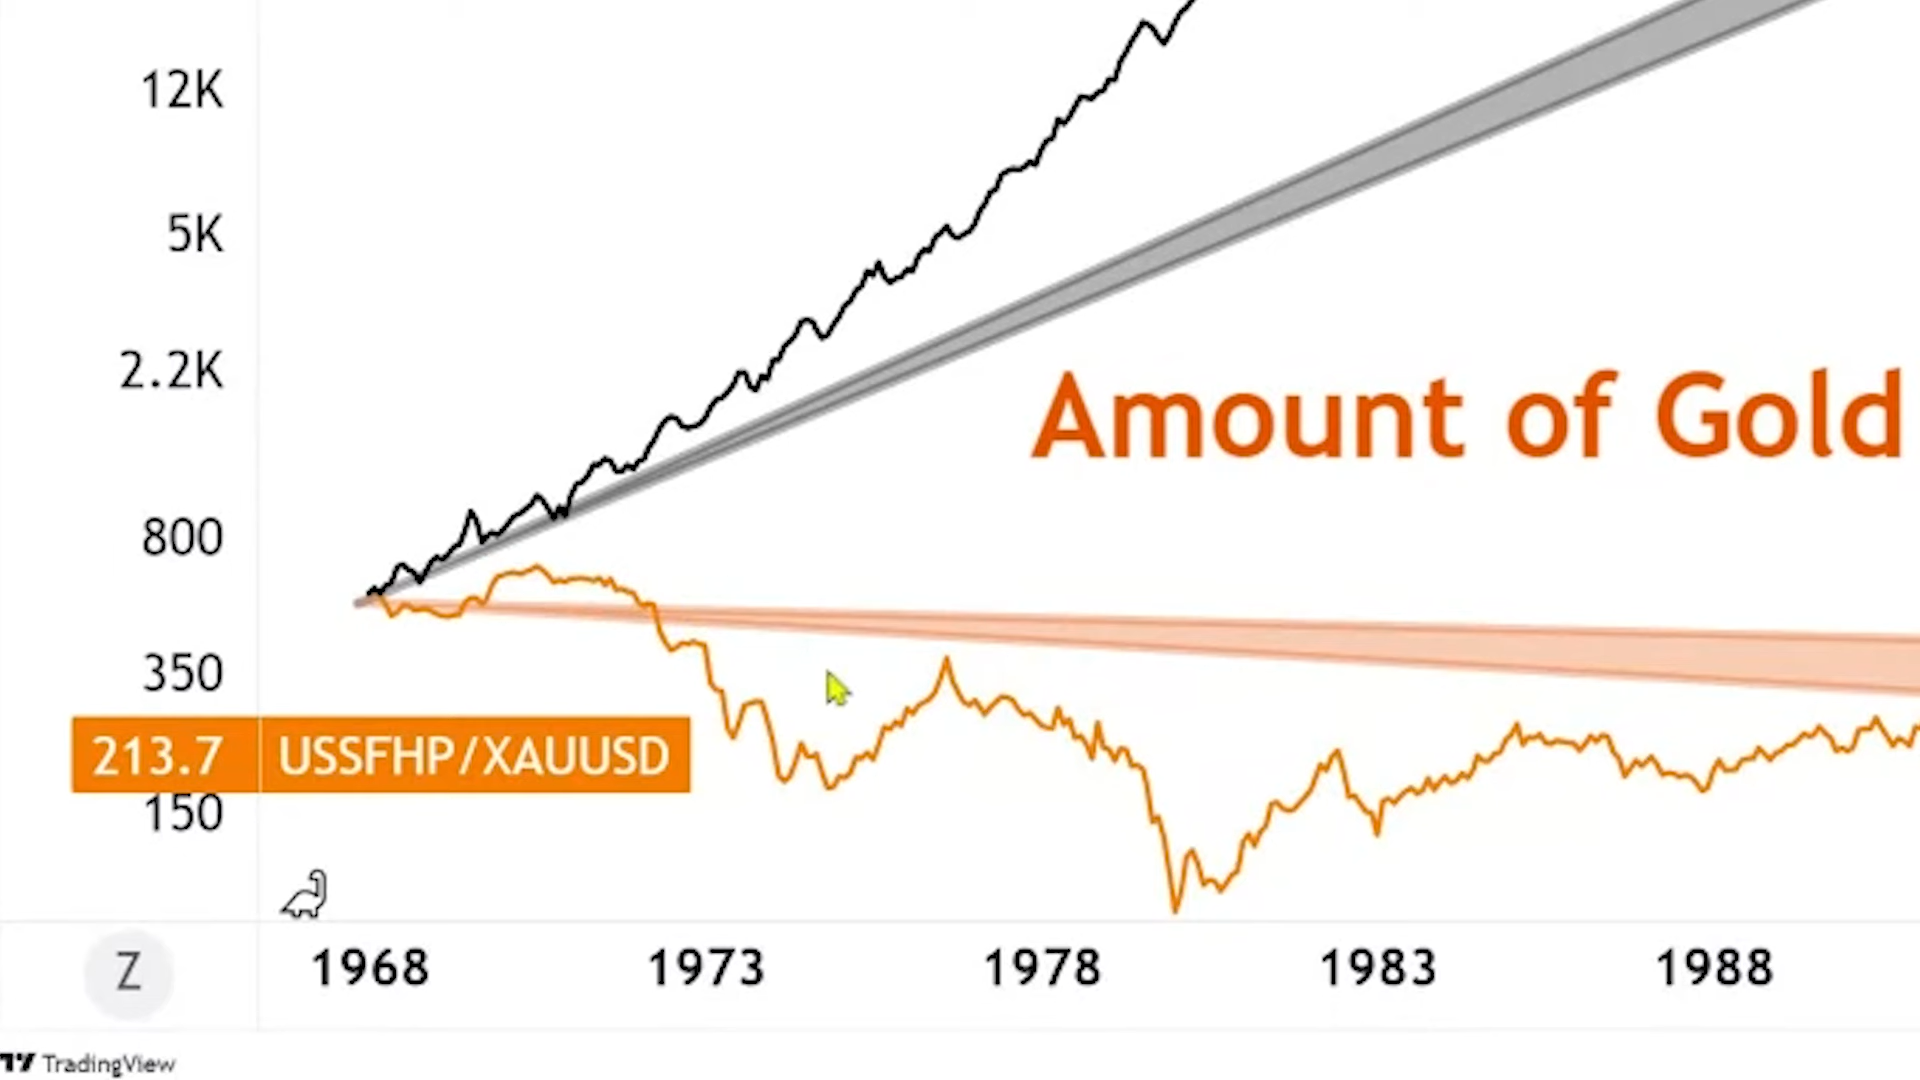 12K
5K
2.2K
Amount of Gold
800
350
213.7 USSFHP/XAUUSD
150
Z
1968 1973 1978 1983 1988
TradingView